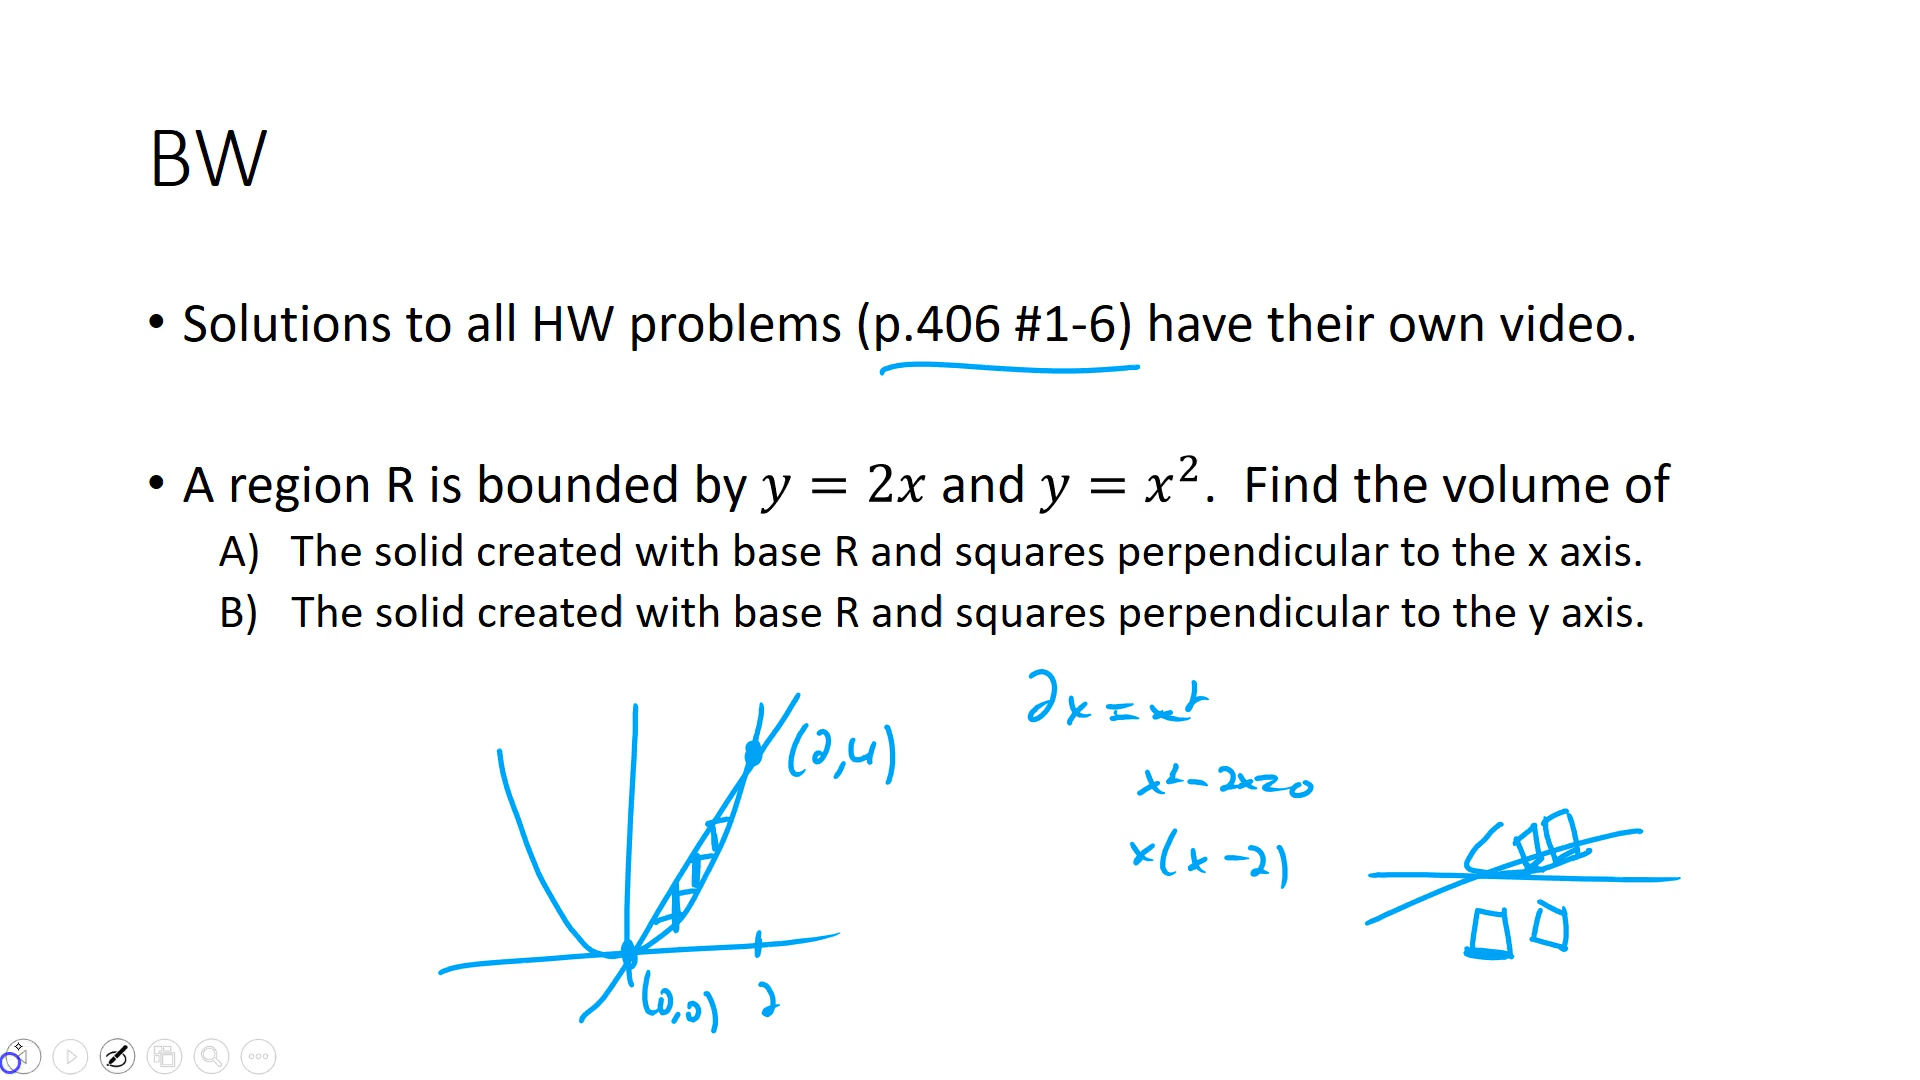 BW
• Solutions to all HW problems (p.406 #1-6) have their own video.
• A region R is bounded by y = 2x and y = x². Find the volume of
A) The solid created with base R and squares perpendicular to the x axis.
B) The solid created with base R and squares perpendicular to the y axis.
2x = x²
(2,4)
x² - 2x = 0
x(x - 2)
(0,0)
2